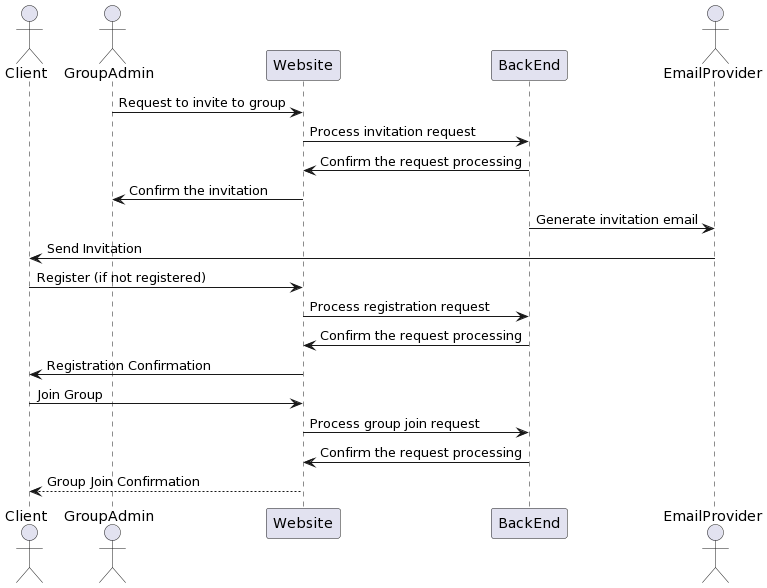 Client
GroupAdmin
Website
BackEnd
EmailProvider
Request to invite to group
Process invitation request
Confirm the request processing
Confirm the invitation
Generate invitation email
Send Invitation
Register (if not registered)
Process registration request
Confirm the request processing
Registration Confirmation
Join Group
Process group join request
Confirm the request processing
Group Join Confirmation
Client
GroupAdmin
Website
BackEnd
EmailProvider